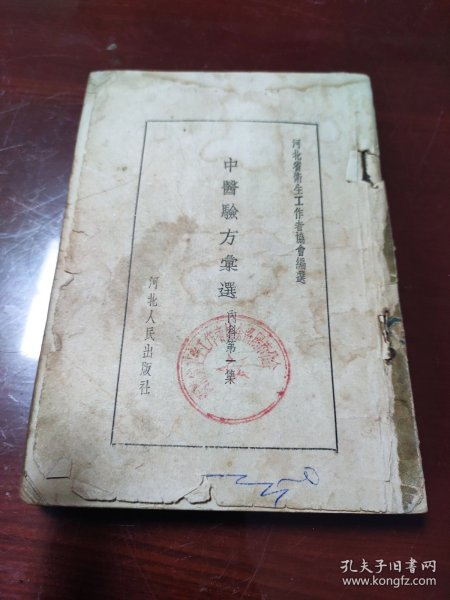 河北省衛生工作者協會編選
中醫驗方彙選
內科第一集
河北人民出版社
孔夫子旧书网
www.kongfz.com